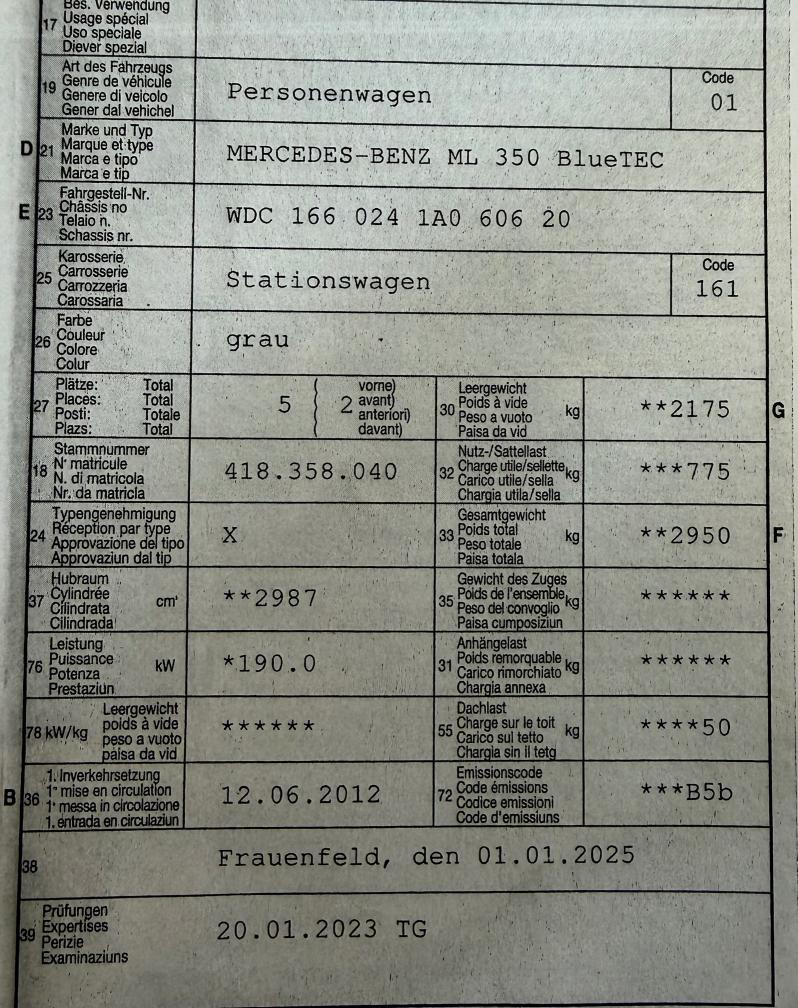 Bes. Verwendung
17 Usage spécial
Uso speciale
Diever spezial
Art des Fahrzeugs
19 Genre de véhicule
Genere di veicolo
Gener dal vehichel
Personenwagen
Code
01
D 21 Marke und Typ
Marque et type
Marca e tipo
Marca e tip
MERCEDES-BENZ ML 350 BlueTEC
E 23 Fahrgestell-Nr.
Châssis no
Telaio n.
Schassis nr.
WDC 166 024 1A0 606 20
25 Karosserie
Carrosserie
Carrozzeria
Carossaria
Stationswagen
Code
161
26 Farbe
Couleur
Colore
Colur
grau
27 Plätze: Total
Places: Total
Posti: Totale
Plazs: Total
5 ( 2 vorne)
avant)
anteriori)
davant)
30 Leergewicht
Poids à vide kg
Peso a vuoto
Paisa da vid
**2175 G
18 Stammnummer
N° matricule
N. di matricola
Nr. da matricla
418.358.040
32 Nutz-/Sattellast
Charge utile/sellette kg
Carico utile/sella
Chargia utila/sella
***775
24 Typengenehmigung
Réception par type
Approvazione del tipo
Approvaziun dal tip
X
33 Gesamtgewicht
Poids total kg
Peso totale
Paisa totala
**2950 F
37 Hubraum
Cylindrée cm³
Cilindrata
Cilindrada
**2987
35 Gewicht des Zuges
Poids de l'ensemble kg
Peso del convoglio
Paisa cumposiziun
******
76 Leistung
Puissance kW
Potenza
Prestaziun
*190.0
31 Anhängelast
Poids remorquable kg
Carico rimorchiato
Chargia annexa
******
78 kW/kg Leergewicht
poids à vide
peso a vuoto
paisa da vid
******
55 Dachlast
Charge sur le toit kg
Carico sul tetto
Chargia sin il tetg
****50
B 36 1. Inverkehrsetzung
1re mise en circulation
1a messa in circolazione
1. entrada en circulaziun
12.06.2012
72 Emissionscode
Code émissions
Codice emissioni
Code d'emissiuns
***B5b
38 Frauenfeld, den 01.01.2025
39 Prüfungen
Expertises
Perizie
Examinaziuns
20.01.2023 TG